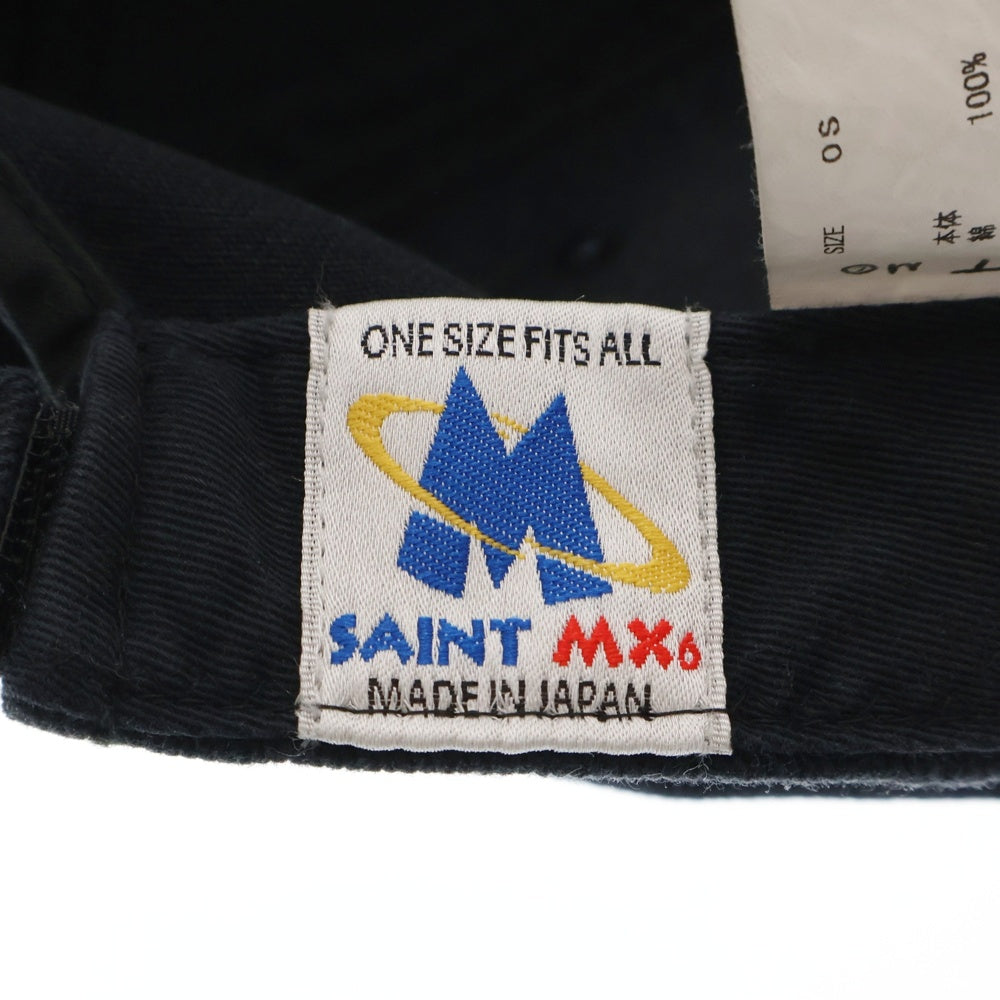 ONE SIZE FITS ALL
SAINT MX6
MADE IN JAPAN
SIZE OS
本体
綿 100%